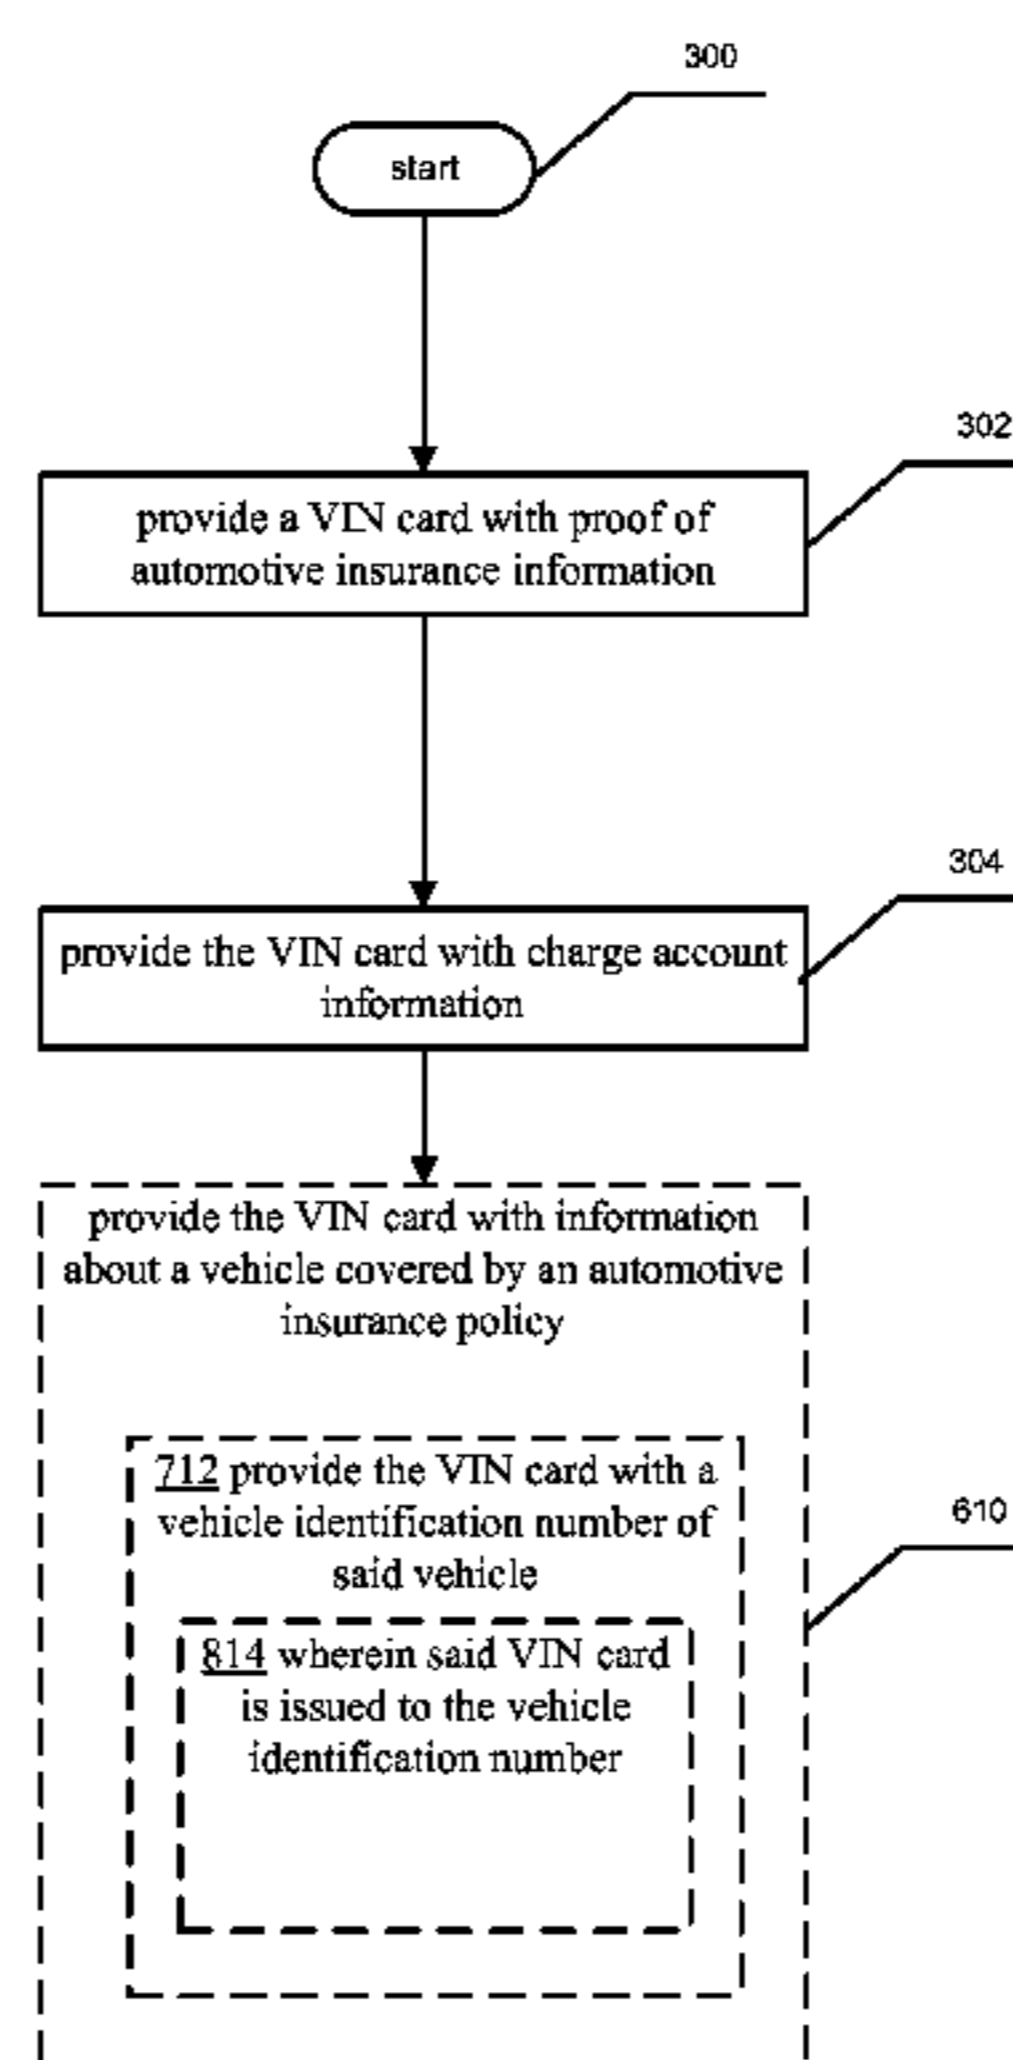 300
start
302
provide a VIN card with proof of
automotive insurance information
304
provide the VIN card with charge account
information
provide the VIN card with information
about a vehicle covered by an automotive
insurance policy
712 provide the VIN card with a
vehicle identification number of
said vehicle
610
814 wherein said VIN card
is issued to the vehicle
identification number